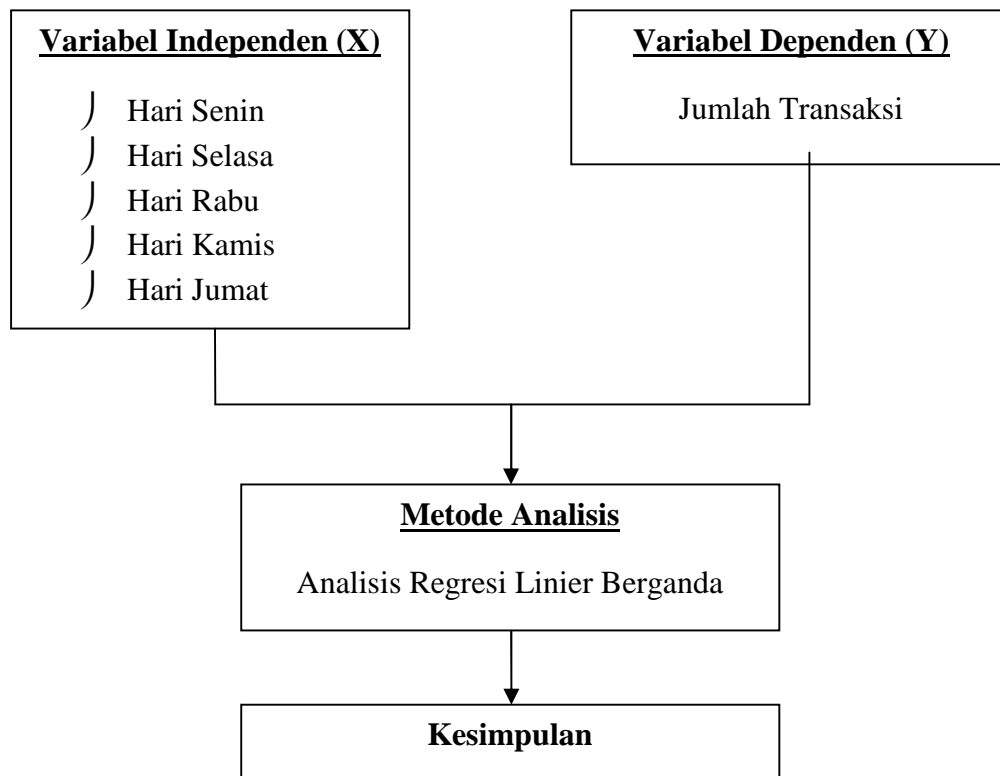 Variabel Independen (X)
Hari Senin
Hari Selasa
Hari Rabu
Hari Kamis
Hari Jumat
Variabel Dependen (Y)
Jumlah Transaksi
Metode Analisis
Analisis Regresi Linier Berganda
Kesimpulan